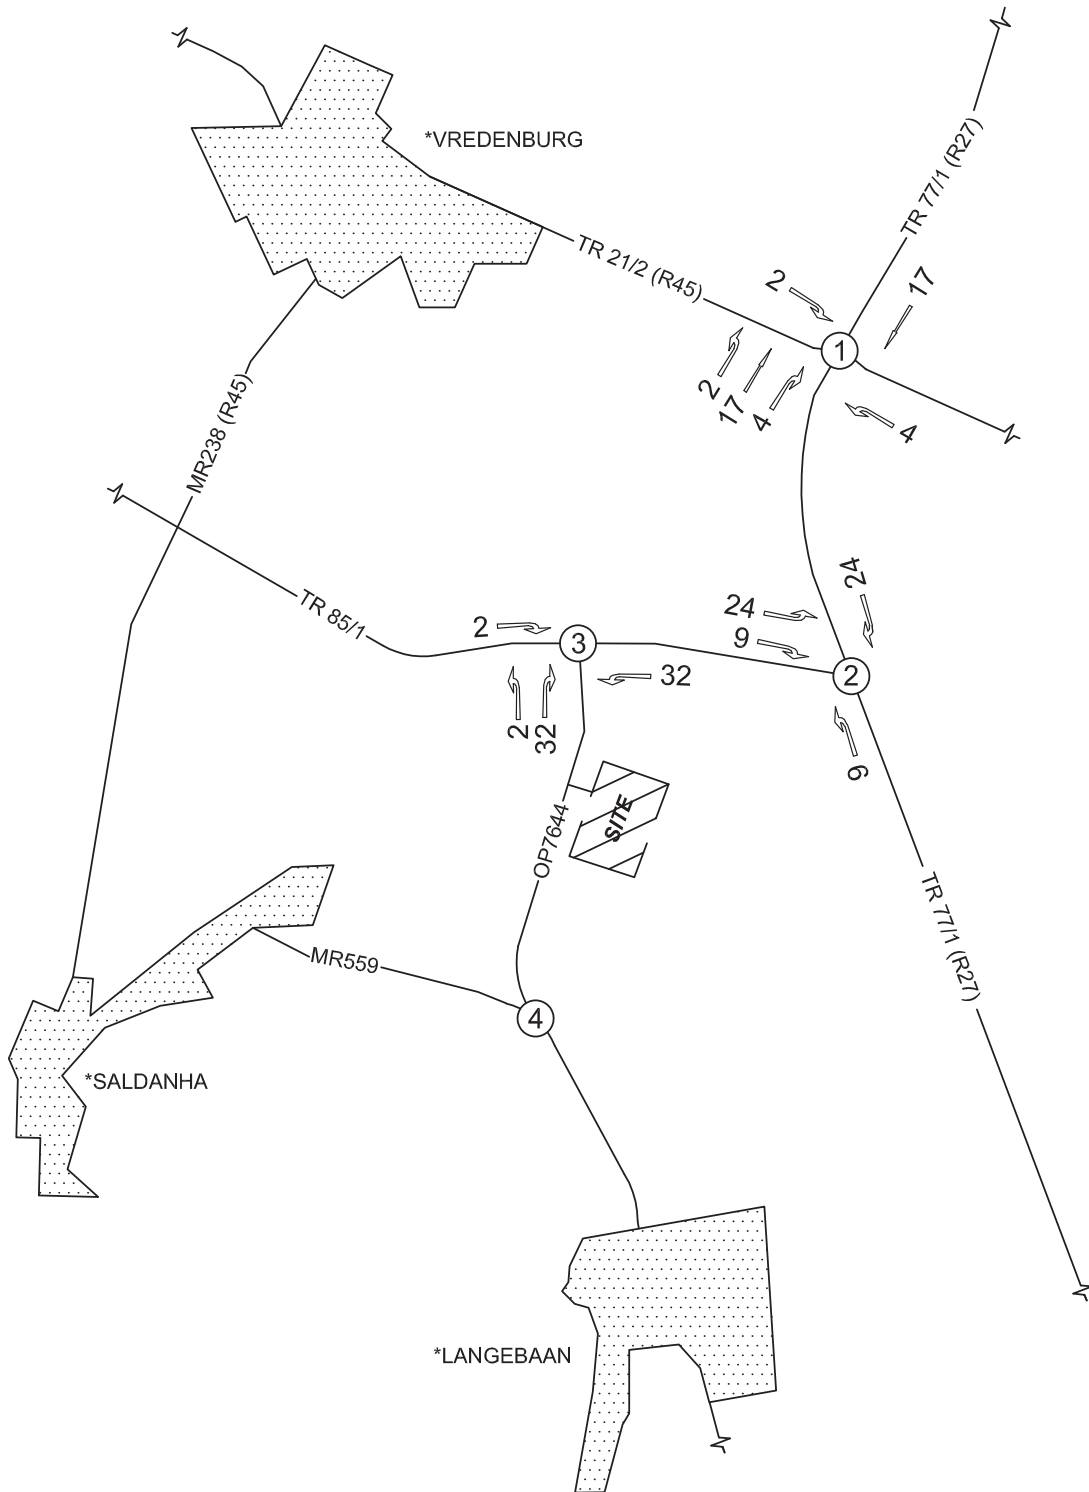 *VREDENBURG
TR 77/1 (R27)
TR 21/2 (R45)
2
17
1
2
17
4
4
MR238 (R45)
TR 85/1
24
24
9
2
3
2
32
2
32
9
SITE
OP7644
TR 77/1 (R27)
MR559
4
*SALDANHA
*LANGEBAAN